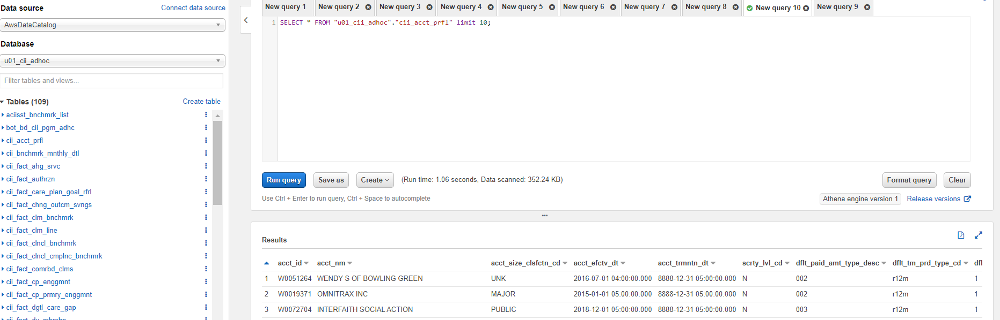 Data source
Connect data source
AwsDataCatalog
Database
u01_cii_adhoc
Filter tables and views...
Tables (109)
Create table
aciisst_bnchmrk_list
bot_bd_cii_pgm_adhc
cii_acct_prfl
cii_bnchmrk_mnthly_dtl
cii_fact_ahg_srvc
cii_fact_authrzn
cii_fact_care_plan_goal_rfrl
cii_fact_chng_outcm_svngs
cii_fact_clm_bnchmrk
cii_fact_clm_line
cii_fact_clncl_bnchmrk
cii_fact_clncl_cmplnc_bnchmrk
cii_fact_comrbd_clms
cii_fact_cp_enggmnt
cii_fact_cp_prmry_enggmnt
cii_fact_dgtl_care_gap
New query 1 New query 2 New query 3 New query 4 New query 5 New query 6 New query 7 New query 8 New query 10 New query 9
1 SELECT * FROM "u01_cii_adhoc"."cii_acct_prfl" limit 10;
Run query Save as Create (Run time: 1.06 seconds, Data scanned: 352.24 KB) Format query Clear
Use Ctrl + Enter to run query, Ctrl + Space to autocomplete
Athena engine version 1 Release versions
Results
acct_id acct_nm acct_size_clsfctn_cd acct_efctv_dt acct_trmntn_dt scrty_lvl_cd dflt_paid_amt_type_desc dflt_tm_prd_type_cd dfl
1 W0051264 WENDY S OF BOWLING GREEN UNK 2016-07-01 04:00:00.000 8888-12-31 05:00:00.000 N 002 r12m 1
2 W0019371 OMNITRAX INC MAJOR 2015-01-01 05:00:00.000 8888-12-31 05:00:00.000 N 002 r12m 1
3 W0072704 INTERFAITH SOCIAL ACTION PUBLIC 2018-12-01 05:00:00.000 8888-12-31 05:00:00.000 N 003 r12m 1